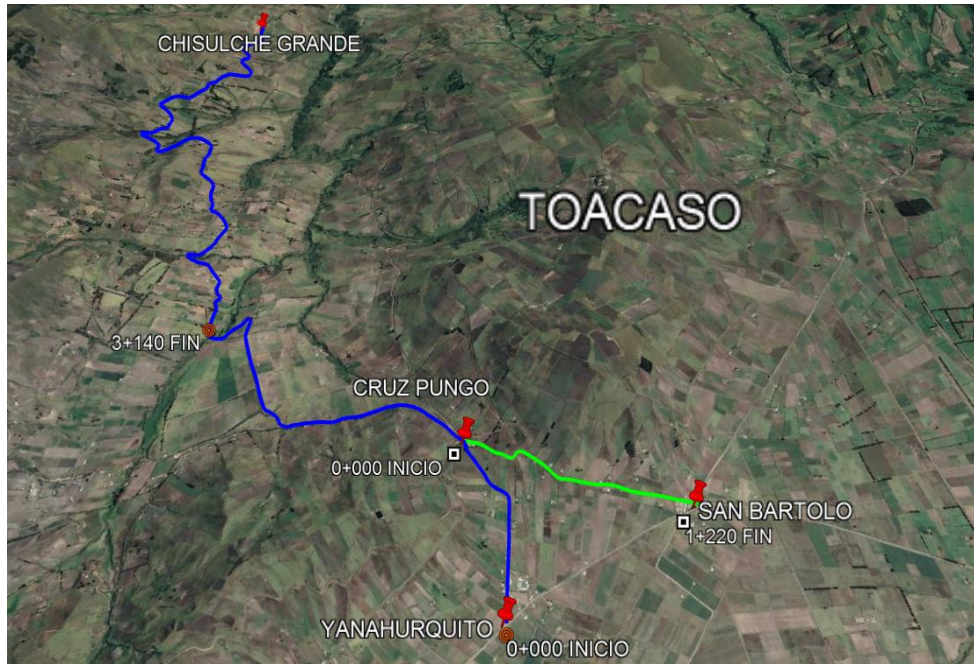 CHISULCHE GRANDE
TOACASO
3+140 FIN
CRUZ PUNGO
0+000 INICIO
SAN BARTOLO
1+220 FIN
YANAHURQUITO
0+000 INICIO